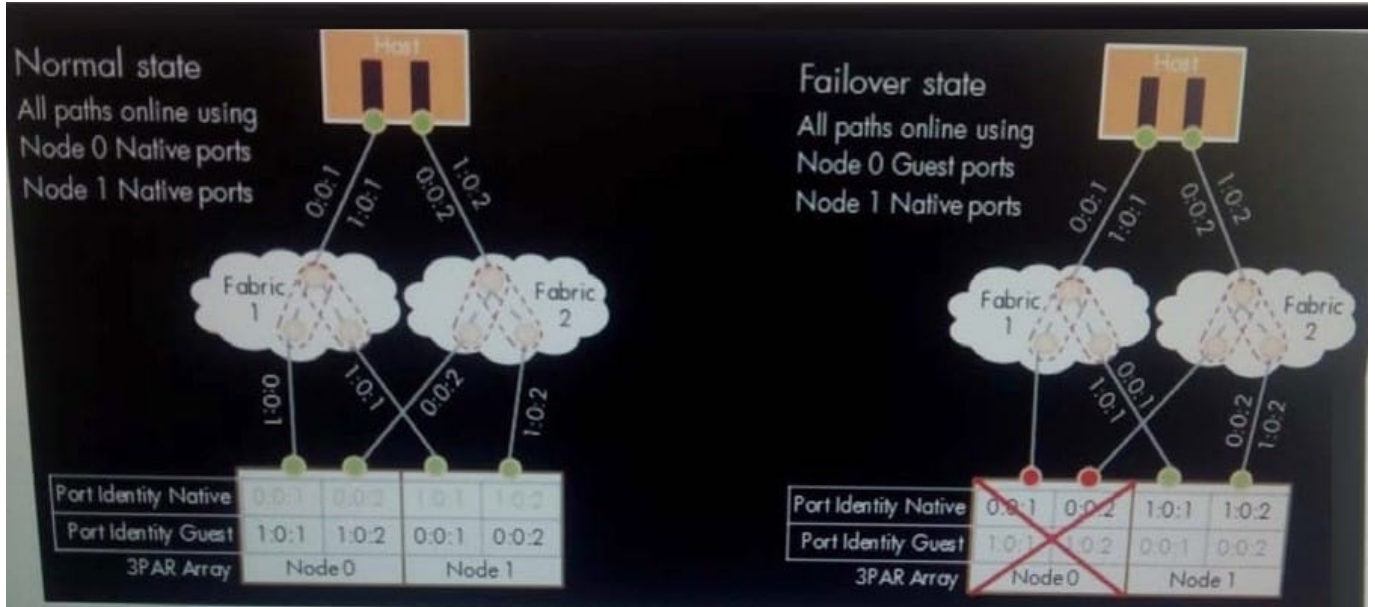 Normal state
All paths online using
Node 0 Native ports
Node 1 Native ports
Host
0:0:1
1:0:1
0:0:2
1:0:2
Fabric
1
Fabric
2
0:0:1
1:0:1
0:0:2
1:0:2
Port Identity Native 0:0:1 0:0:2 1:0:1 1:0:2
Port Identity Guest 1:0:1 1:0:2 0:0:1 0:0:2
3PAR Array Node 0 Node 1
Failover state
All paths online using
Node 0 Guest ports
Node 1 Native ports
Host
0:0:1
1:0:1
0:0:2
1:0:2
Fabric
1
Fabric
2
0:0:1
1:0:1
0:0:2
1:0:2
Port Identity Native 0:0:1 0:0:2 1:0:1 1:0:2
Port Identity Guest 1:0:1 1:0:2 0:0:1 0:0:2
3PAR Array Node 0 Node 1